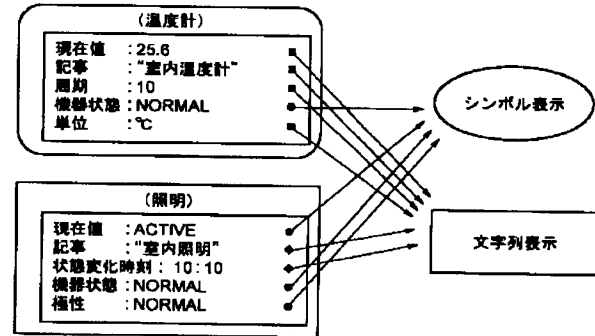 (温度計)
現在値 :25.6
記事 :“室内温度計”
周期 :10
機器状態 :NORMAL
単位 :℃
シンボル表示
(照明)
現在値 :ACTIVE
記事 :“室内照明”
状態変化時刻 : 10:10
機器状態 :NORMAL
極性 :NORMAL
文字列表示